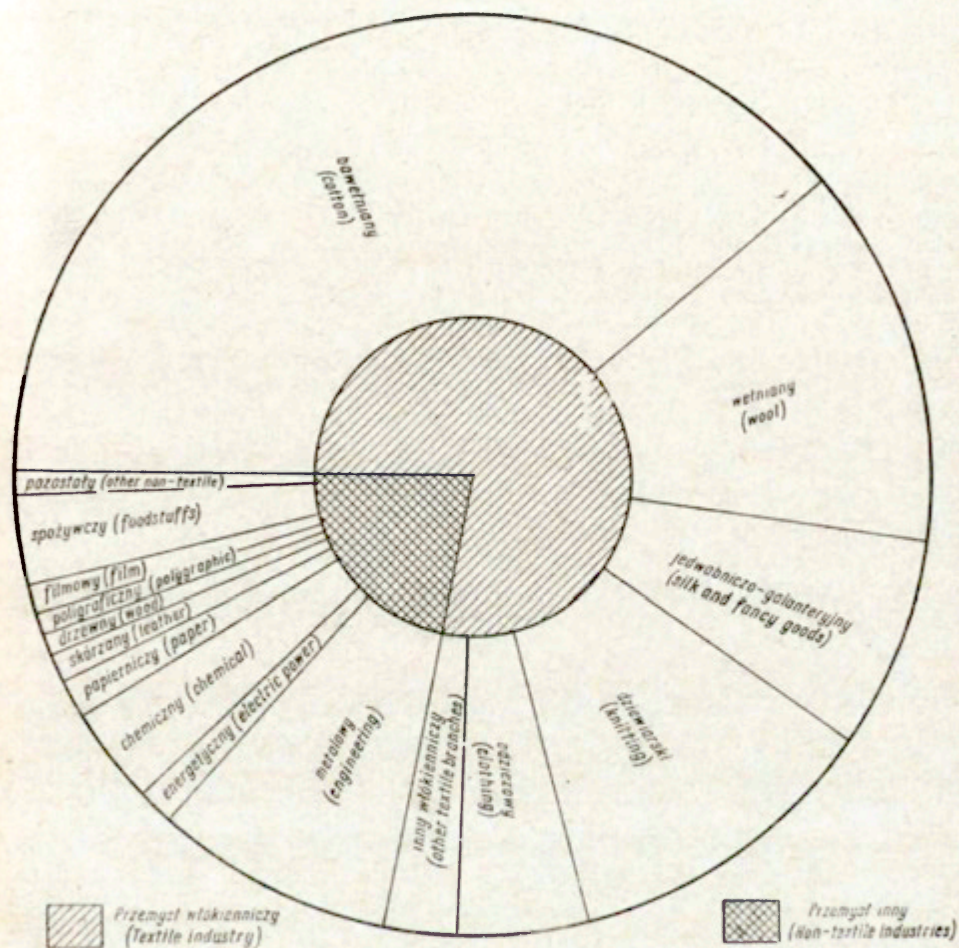 bawełniany
(cotton)
wełniany
(wool)
jedwabniczo-galanteryjny
(silk and fancy goods)
dziewiarski
(knitting)
odzieżowy
(clothing)
inny włókienniczy
(other textile branches)
metalowy
(engineering)
energetyczny (electric power)
chemiczny (chemical)
papierniczy (paper)
skórzany (leather)
drzewny (wood)
poligraficzny (polygraphic)
filmowy (film)
spożywczy (foodstuffs)
pozostały (other non-textile)
Przemysł włókienniczy
(Textile industry)
Przemysł inny
(Non-textile industries)